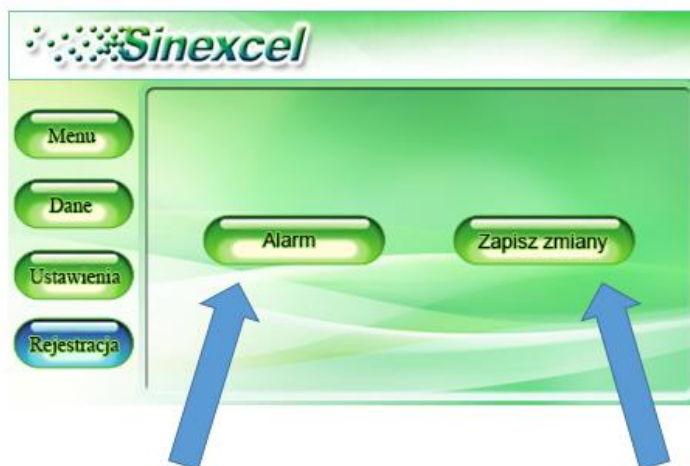 Sinexcel
Menu
Dane
Alarm
Zapisz zmiany
Ustawienia
Rejestracja